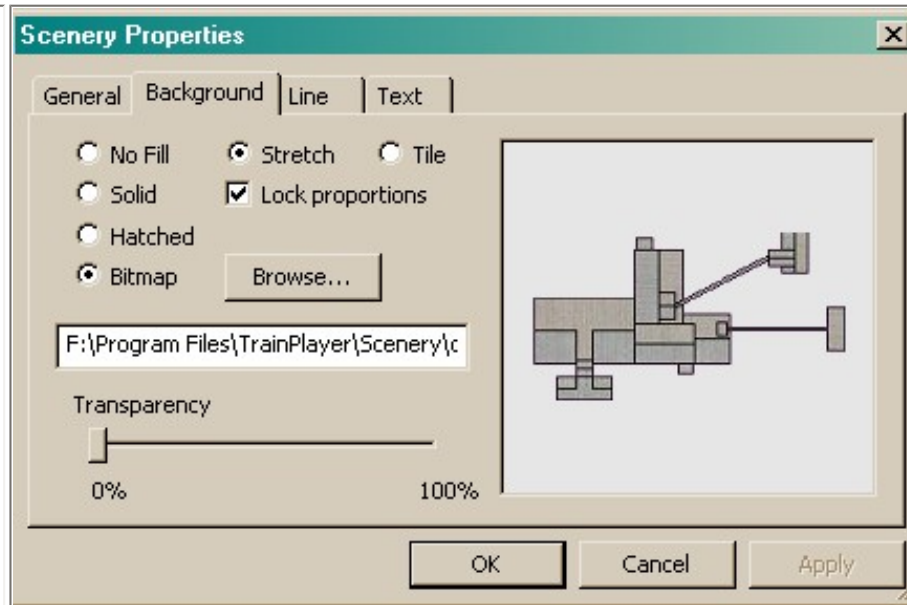 Scenery Properties
General Background Line Text
No Fill Stretch Tile
Solid Lock proportions
Hatched
Bitmap Browse...
F:\Program Files\TrainPlayer\Scenery\c
Transparency
0% 100%
OK Cancel Apply